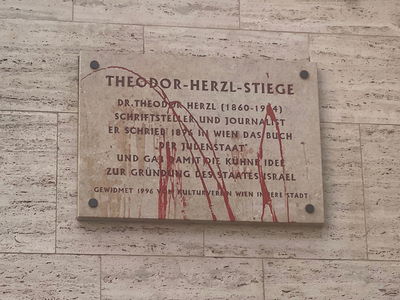 THEODOR-HERZL-STIEGE
DR. THEODOR HERZL (1860-1904)
SCHRIFTSTELLER UND JOURNALIST
ER SCHRIEB 1896 IN WIEN DAS BUCH
„DER JUDENSTAAT“
UND GAB DAMIT DIE KÜHNE IDEE
ZUR GRÜNDUNG DES STAATES ISRAEL
GEWIDMET 1996 VOM KULTURVEREIN WIEN INNERE STADT